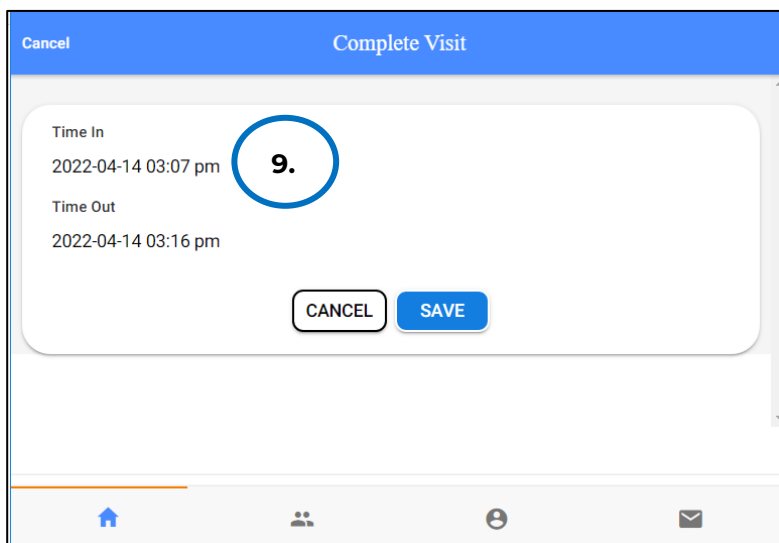 Cancel Complete Visit
Time In
2022-04-14 03:07 pm 9.
Time Out
2022-04-14 03:16 pm
CANCEL SAVE